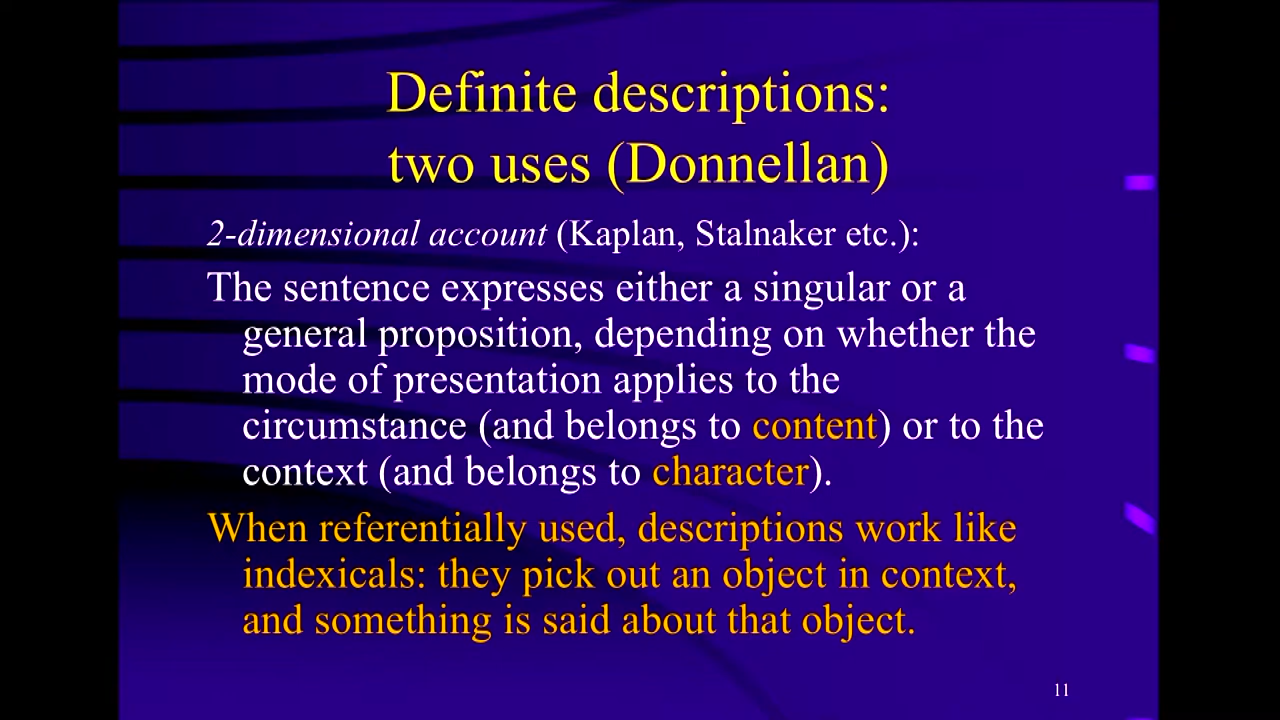 Definite descriptions:
two uses (Donnellan)
2-dimensional account (Kaplan, Stalnaker etc.):
The sentence expresses either a singular or a
general proposition, depending on whether the
mode of presentation applies to the
circumstance (and belongs to content) or to the
context (and belongs to character).
When referentially used, descriptions work like
indexicals: they pick out an object in context,
and something is said about that object.
11